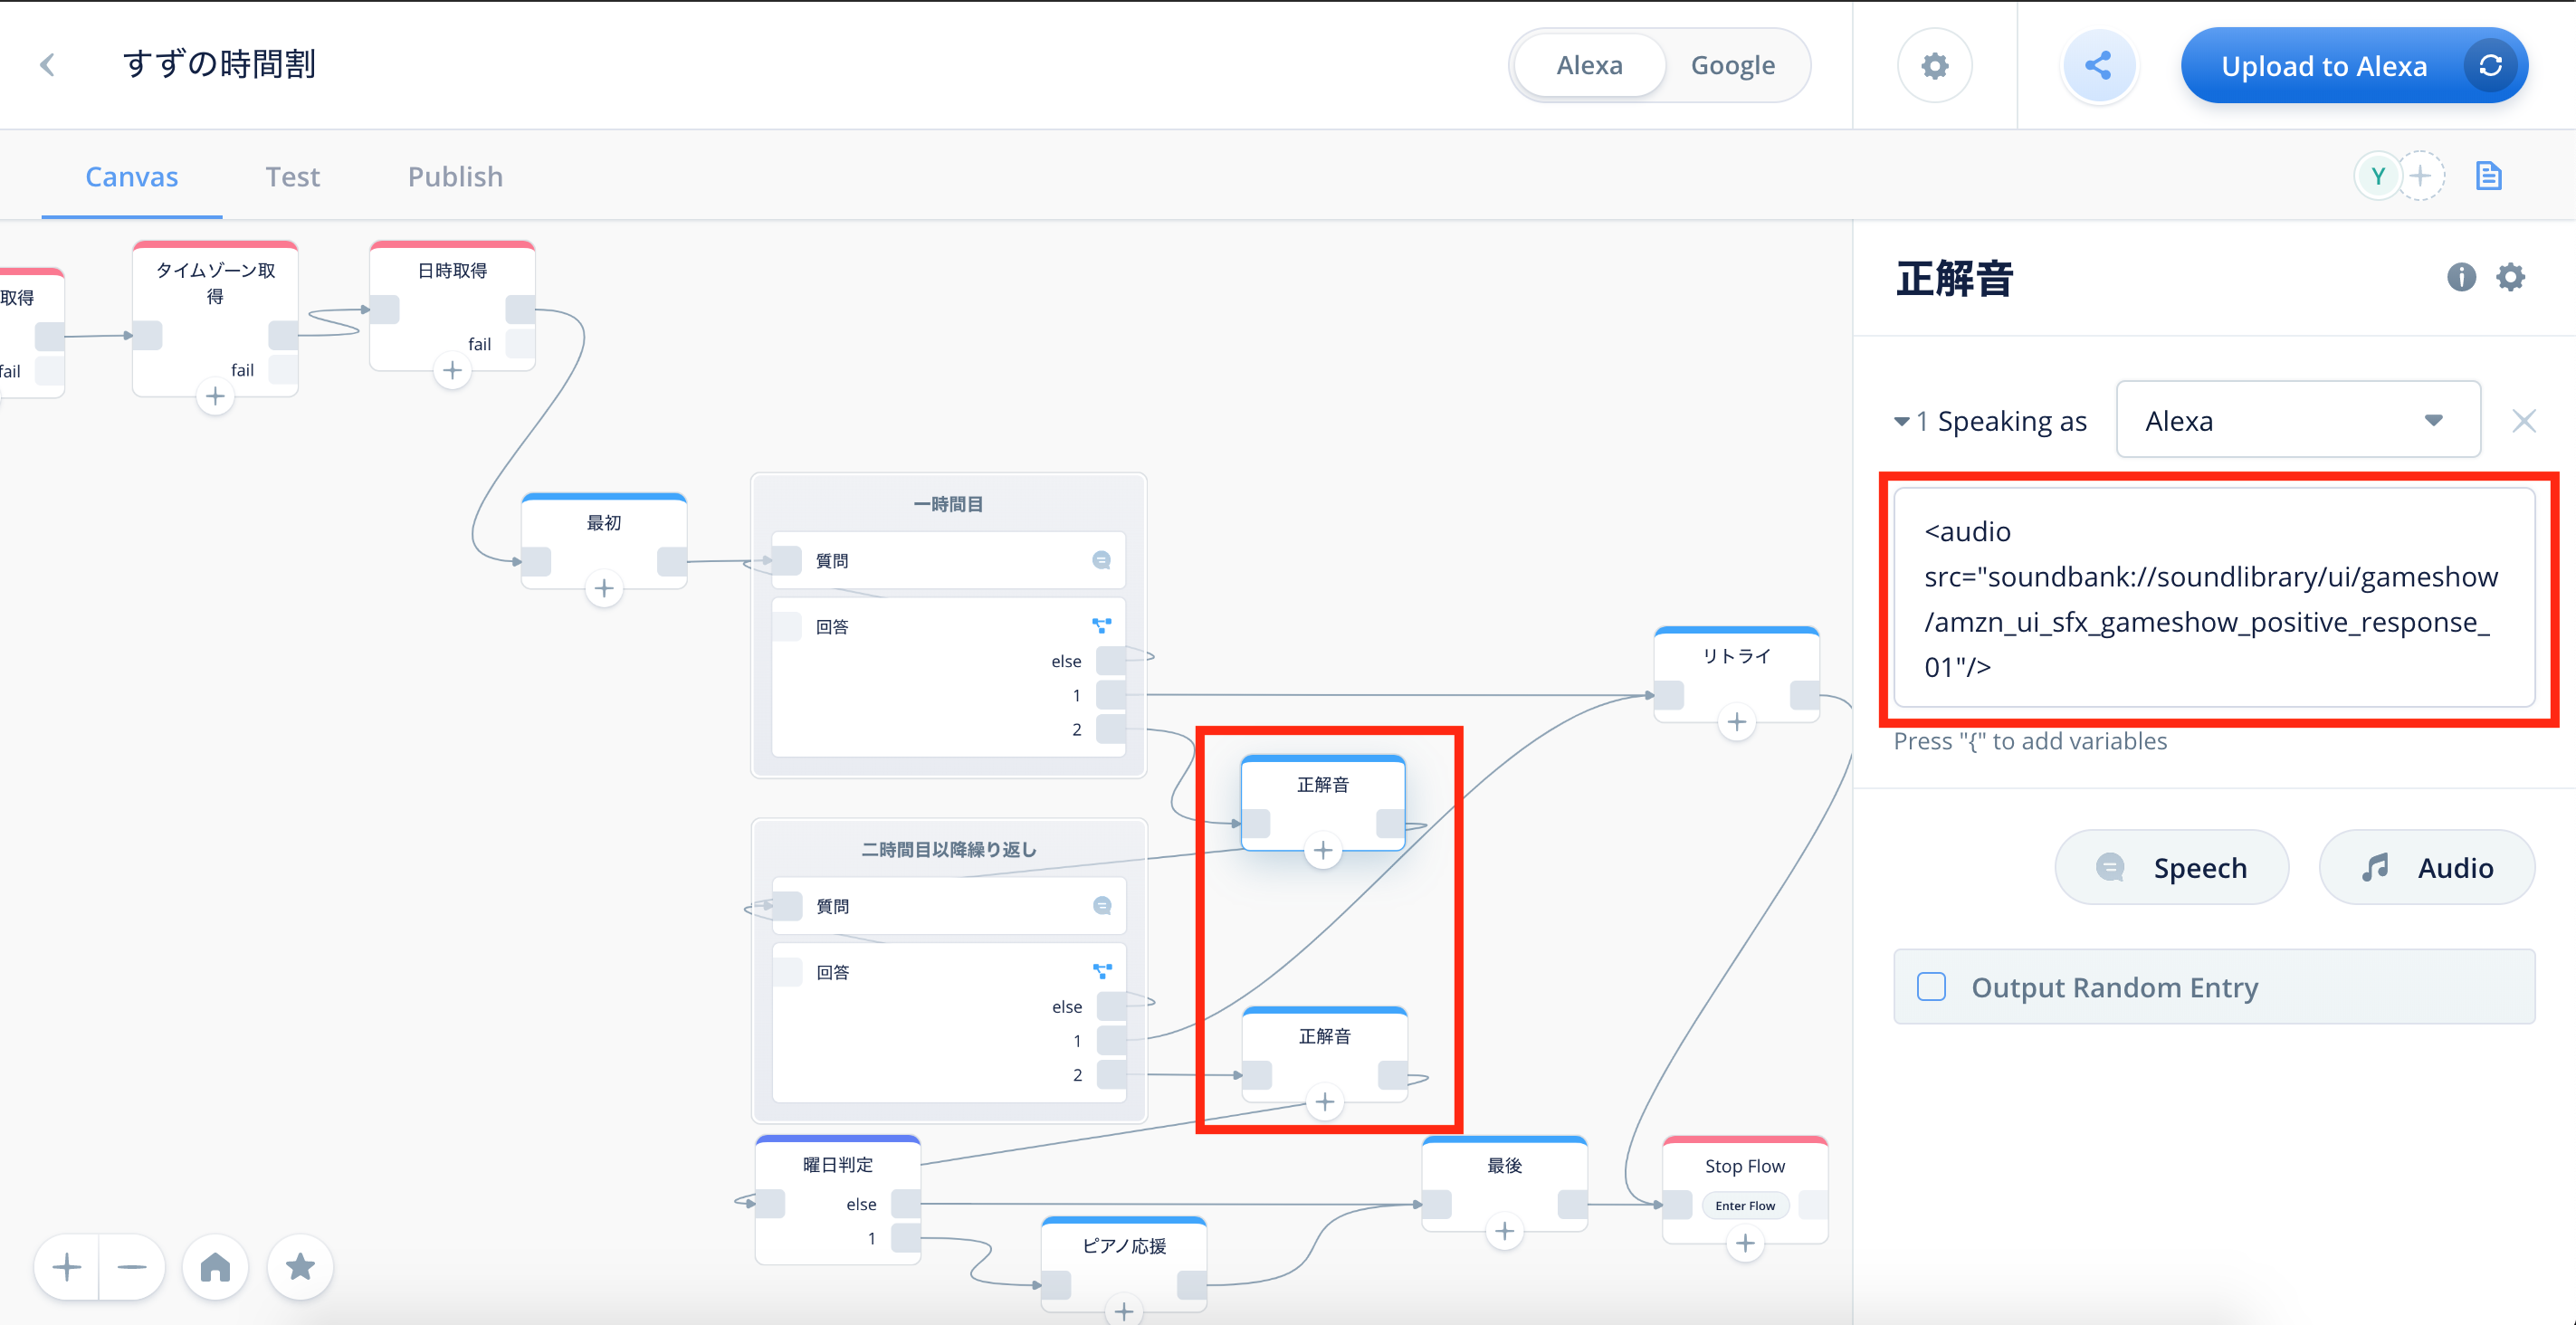 すずの時間割
Alexa
Google
Upload to Alexa
Canvas
Test
Publish
Y
取得
fail
タイムゾーン取
得
fail
日時取得
fail
最初
一時間目
質問
回答
else
1
2
二時間目以降繰り返し
質問
回答
else
1
2
正解音
正解音
リトライ
曜日判定
else
1
ピアノ応援
最後
Stop Flow
Enter Flow
正解音
1 Speaking as
Alexa
<audio
src="soundbank://soundlibrary/ui/gameshow
/amzn_ui_sfx_gameshow_positive_response_
01"/>
Press "{" to add variables
Speech
Audio
Output Random Entry